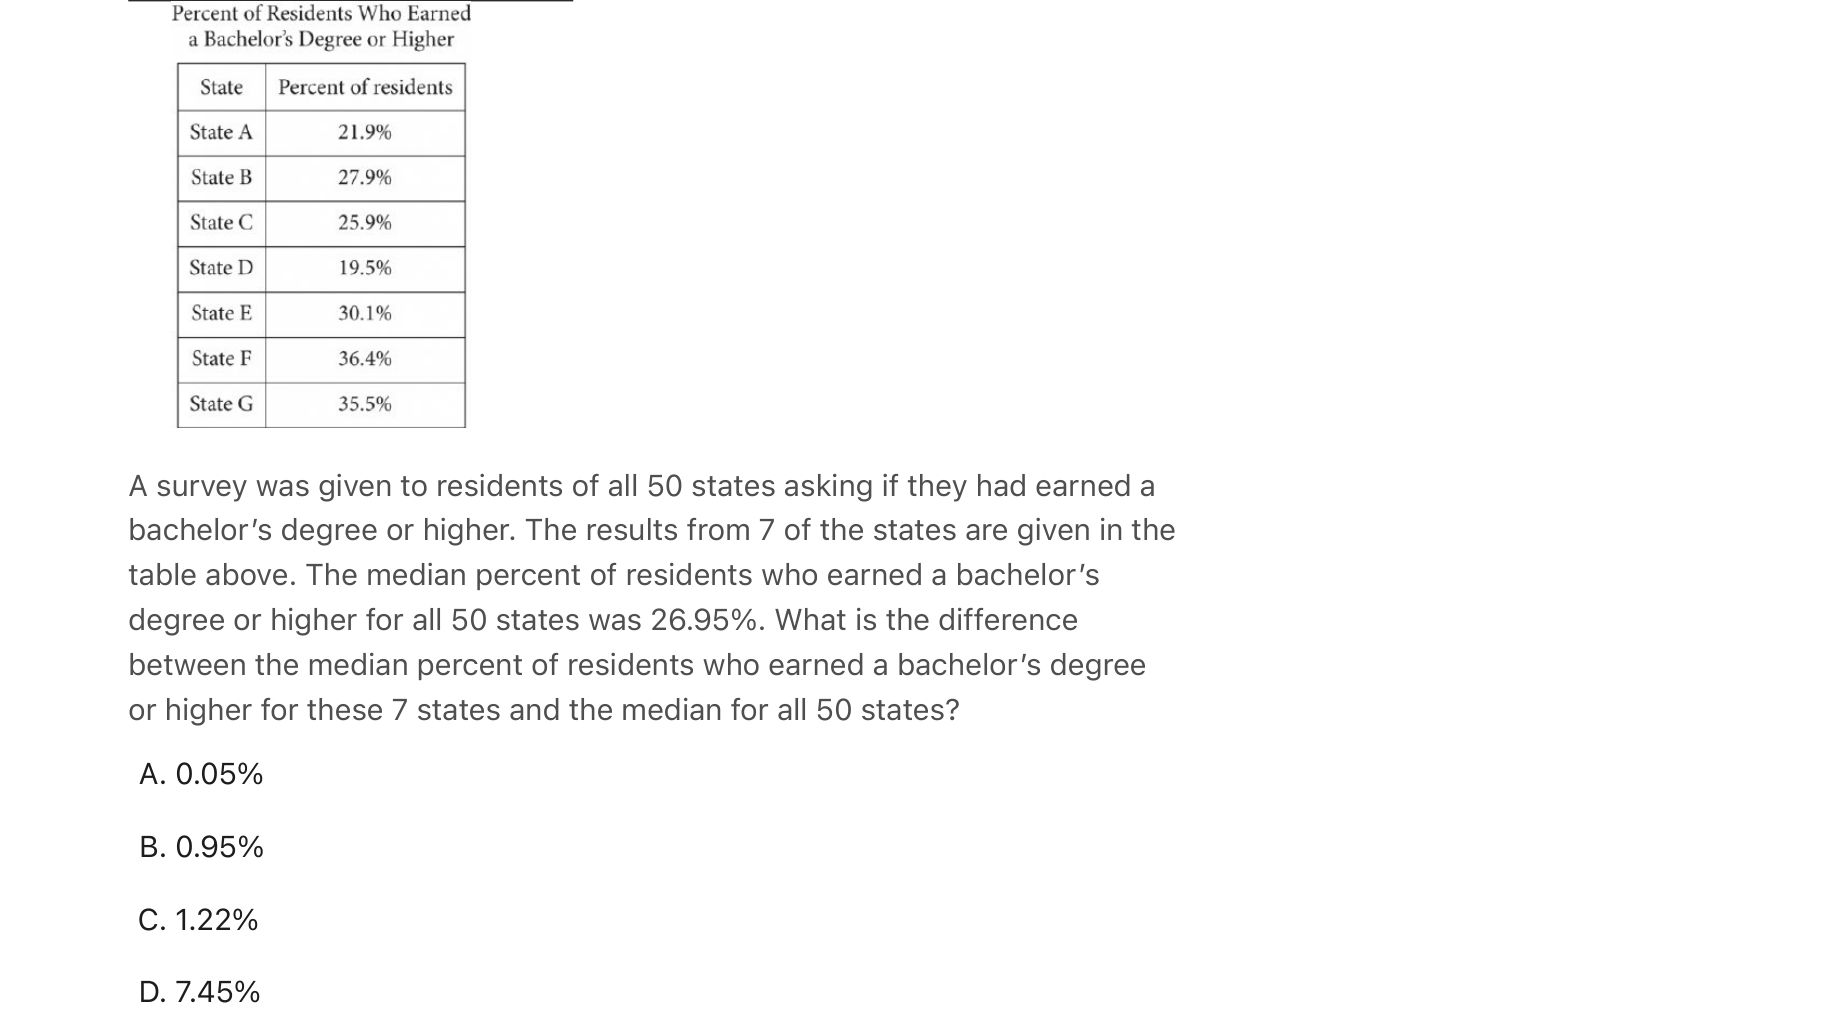 Percent of Residents Who Earned
a Bachelor's Degree or Higher
State Percent of residents
State A 21.9%
State B 27.9%
State C 25.9%
State D 19.5%
State E 30.1%
State F 36.4%
State G 35.5%
A survey was given to residents of all 50 states asking if they had earned a
bachelor's degree or higher. The results from 7 of the states are given in the
table above. The median percent of residents who earned a bachelor's
degree or higher for all 50 states was 26.95%. What is the difference
between the median percent of residents who earned a bachelor's degree
or higher for these 7 states and the median for all 50 states?
A. 0.05%
B. 0.95%
C. 1.22%
D. 7.45%